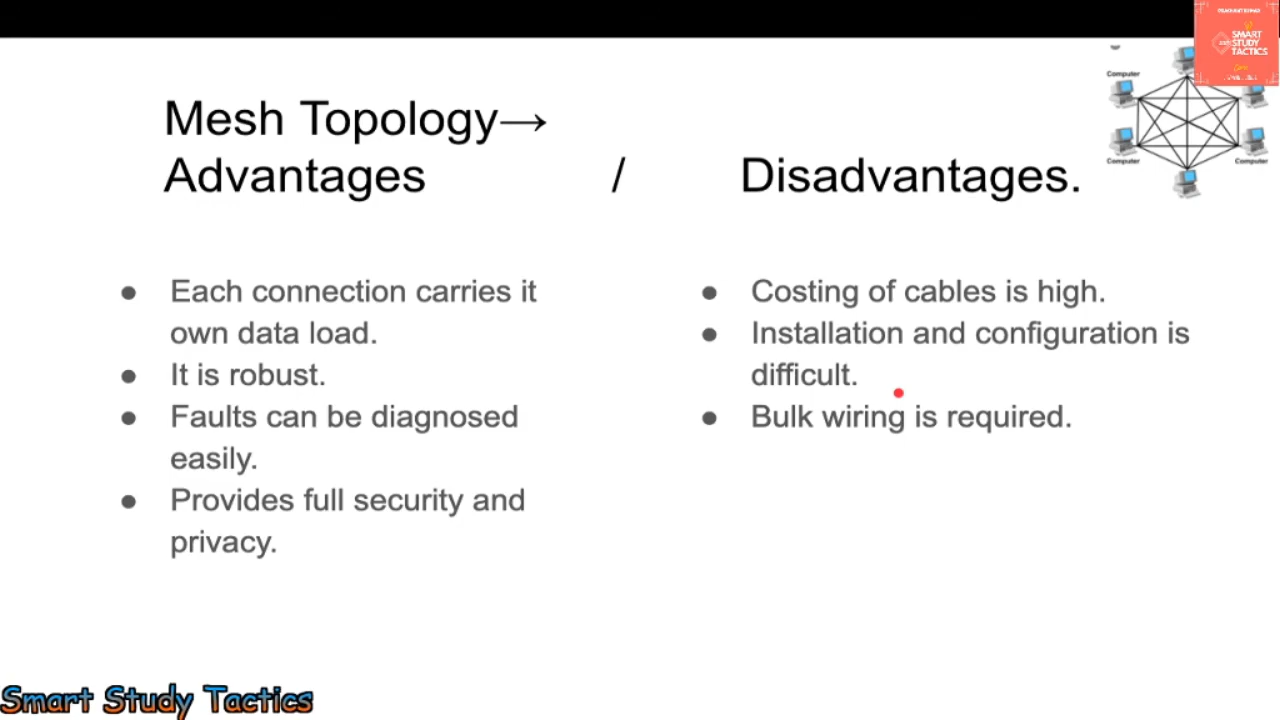 Mesh Topology→
Advantages / Disadvantages.
Each connection carries it
own data load.
It is robust.
Faults can be diagnosed
easily.
Provides full security and
privacy.
Costing of cables is high.
Installation and configuration is
difficult.
Bulk wiring is required.
Computer
Computer
Computer
SMART
STUDY
TACTICS
Smart Study Tactics